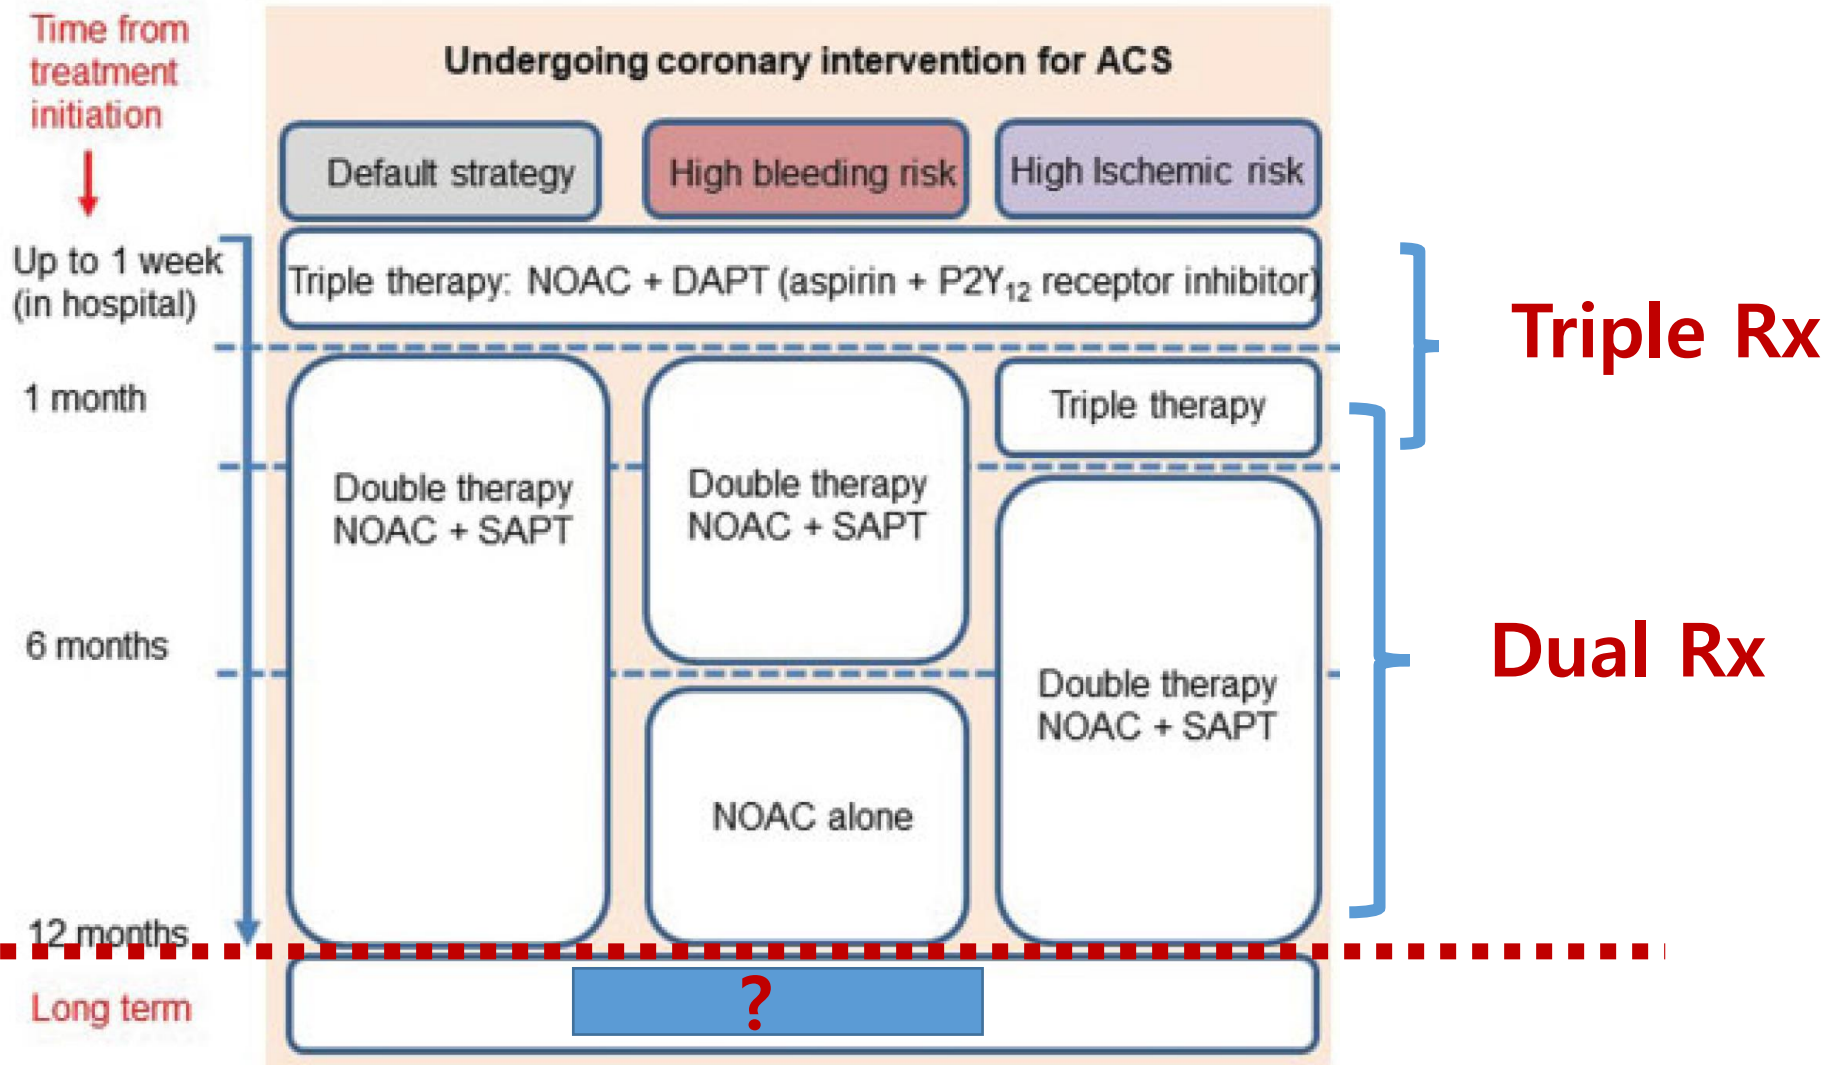 Time from
treatment
initiation
Undergoing coronary intervention for ACS
Default strategy
High bleeding risk
High Ischemic risk
Up to 1 week
(in hospital)
Triple therapy: NOAC + DAPT (aspirin + P2Y₁₂ receptor inhibitor)
Triple Rx
1 month
Triple therapy
Double therapy
NOAC + SAPT
Double therapy
NOAC + SAPT
6 months
Double therapy
NOAC + SAPT
Dual Rx
NOAC alone
12 months
Long term
?